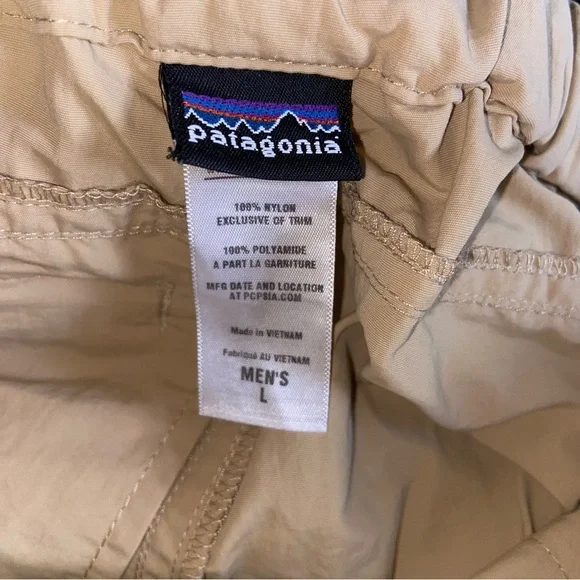 patagonia
100% NYLON
EXCLUSIVE OF TRIM
100% POLYAMIDE
À PART LA GARNITURE
MFG DATE AND LOCATION
AT PCPSIA.COM
Made in VIETNAM
Fabriqué AU VIETNAM
MEN'S
L